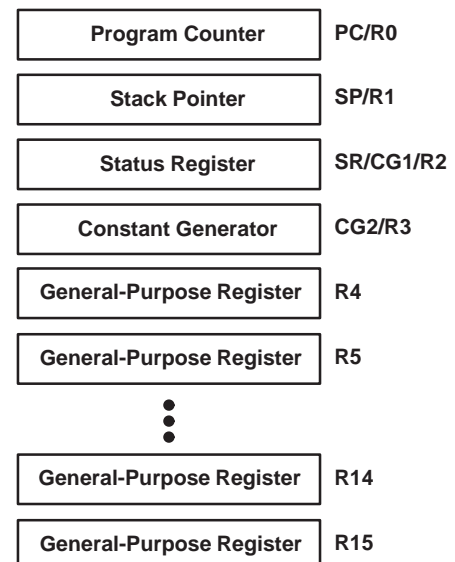 Program Counter PC/R0
Stack Pointer SP/R1
Status Register SR/CG1/R2
Constant Generator CG2/R3
General-Purpose Register R4
General-Purpose Register R5
General-Purpose Register R14
General-Purpose Register R15